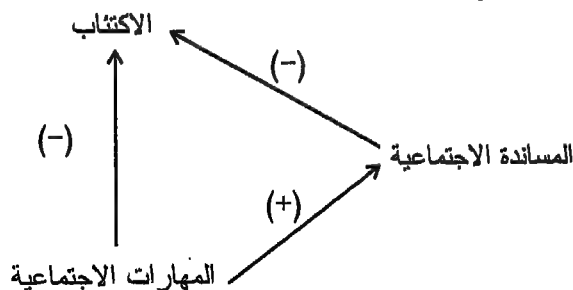 الاكتئاب
(-)
(-)
المساندة الاجتماعية
(+)
المهارات الاجتماعية